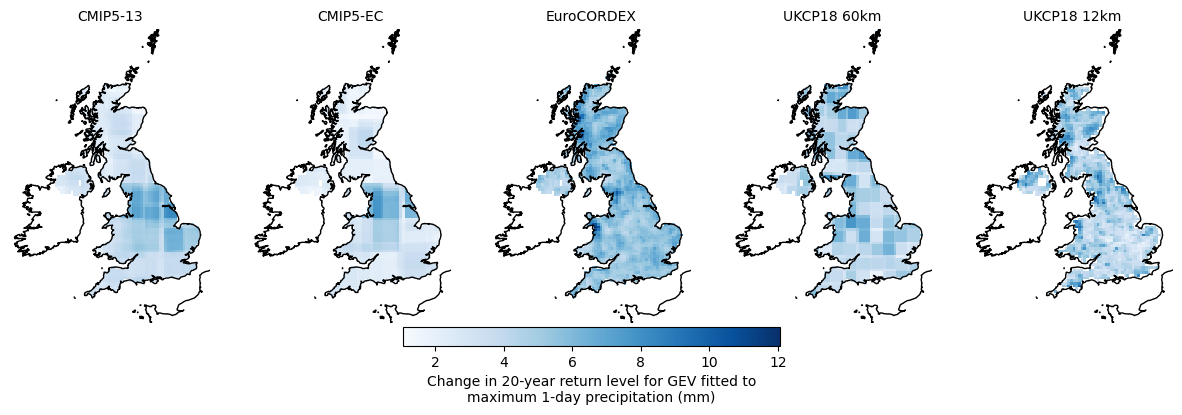 CMIP5-13
CMIP5-EC
EuroCORDEX
UKCP18 60km
UKCP18 12km
2 4 6 8 10 12
Change in 20-year return level for GEV fitted to
maximum 1-day precipitation (mm)